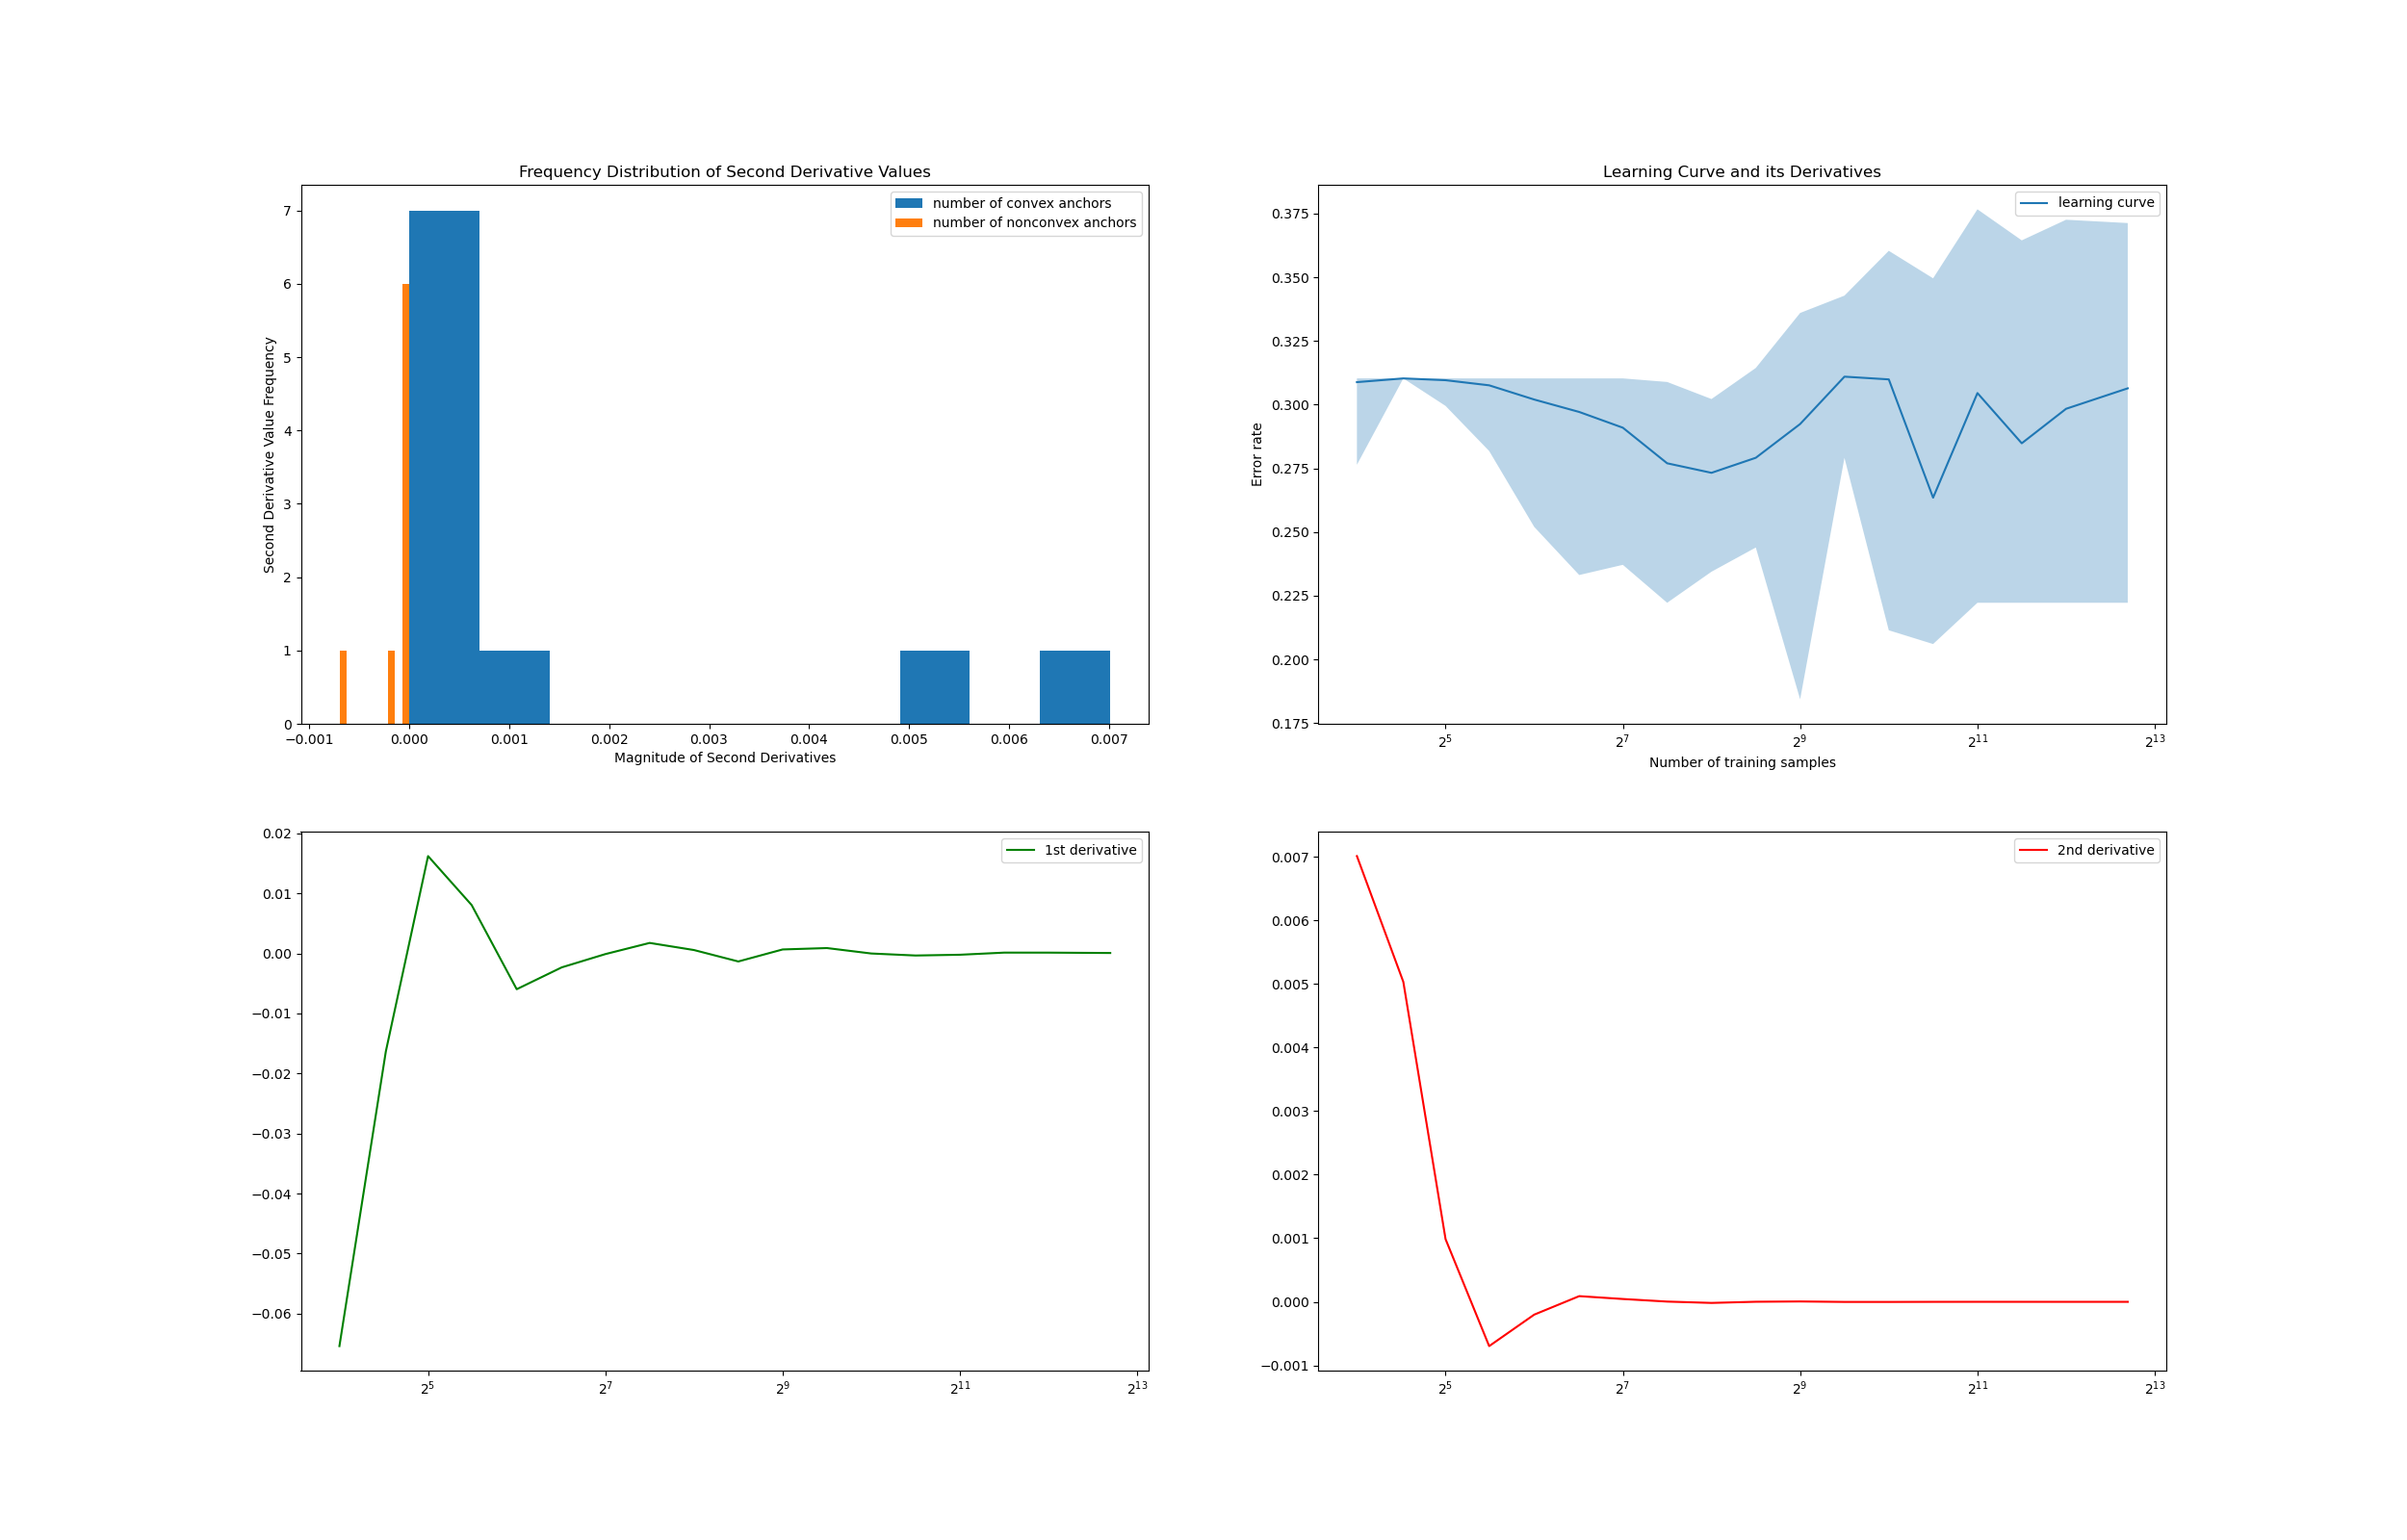 Frequency Distribution of Second Derivative Values
7
6
5
4
3
2
1
0
Second Derivative Value Frequency
number of convex anchors
number of nonconvex anchors
−0.001 0.000 0.001 0.002 0.003 0.004 0.005 0.006 0.007
Magnitude of Second Derivatives
Learning Curve and its Derivatives
0.375
0.350
0.325
0.300
0.275
0.250
0.225
0.200
0.175
Error rate
learning curve
2^5 2^7 2^9 2^11 2^13
Number of training samples
0.02
0.01
0.00
−0.01
−0.02
−0.03
−0.04
−0.05
−0.06
1st derivative
2^5 2^7 2^9 2^11 2^13
0.007
0.006
0.005
0.004
0.003
0.002
0.001
0.000
−0.001
2nd derivative
2^5 2^7 2^9 2^11 2^13